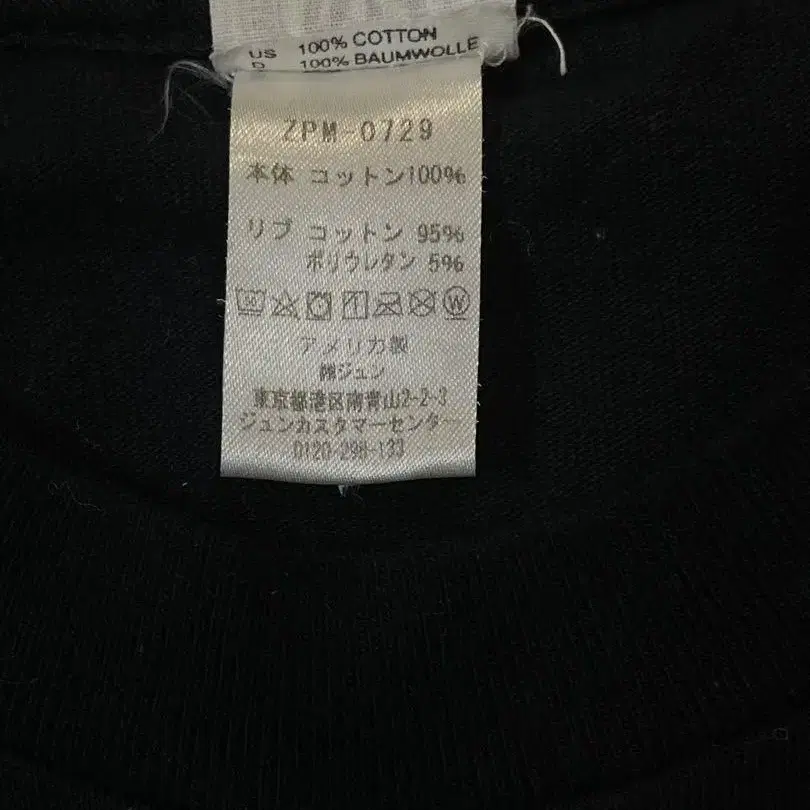 US 100% COTTON
D 100% BAUMWOLLE
ZPM-0729
本体 コットン100%
リブ コットン 95%
ポリウレタン 5%
W
アメリカ製
㈱ジュン
東京都港区南青山2-2-3
ジュンカスタマーセンター
0120-298-133